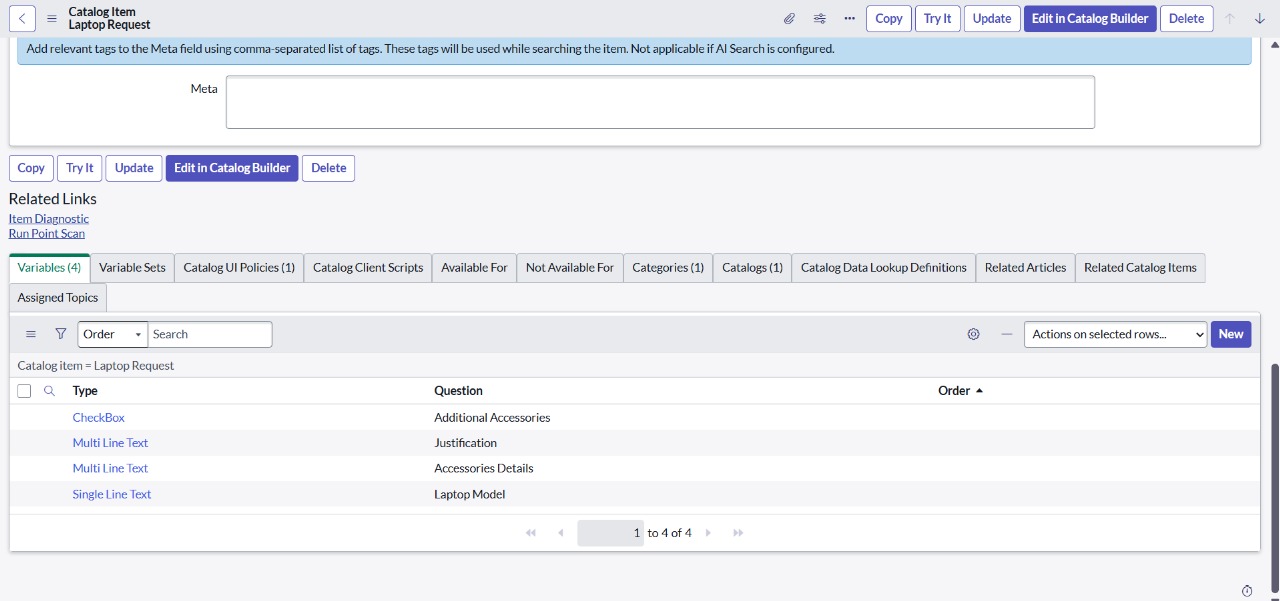 Catalog Item
Laptop Request
Copy Try It Update Edit in Catalog Builder Delete
Add relevant tags to the Meta field using comma-separated list of tags. These tags will be used while searching the item. Not applicable if AI Search is configured.
Meta
Copy Try It Update Edit in Catalog Builder Delete
Related Links
Item Diagnostic
Run Point Scan
Variables (4) Variable Sets Catalog UI Policies (1) Catalog Client Scripts Available For Not Available For Categories (1) Catalogs (1) Catalog Data Lookup Definitions Related Articles Related Catalog Items
Assigned Topics
Order Search Actions on selected rows... New
Catalog item = Laptop Request
Type Question Order
CheckBox Additional Accessories
Multi Line Text Justification
Multi Line Text Accessories Details
Single Line Text Laptop Model
1 to 4 of 4